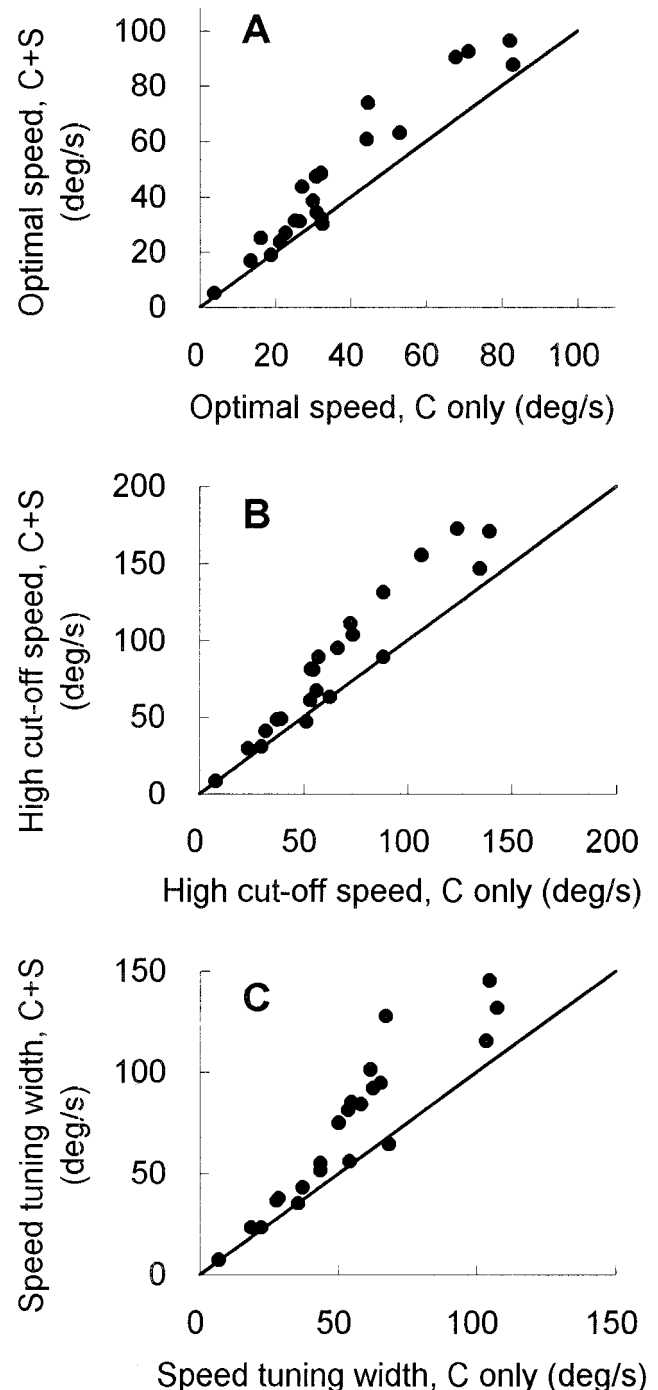 A
Optimal speed, C+S
(deg/s)
100
80
60
40
20
0
0 20 40 60 80 100
Optimal speed, C only (deg/s)
B
High cut-off speed, C+S
(deg/s)
200
150
100
50
0
0 50 100 150 200
High cut-off speed, C only (deg/s)
C
Speed tuning width, C+S
(deg/s)
150
100
50
0
0 50 100 150
Speed tuning width, C only (deg/s)